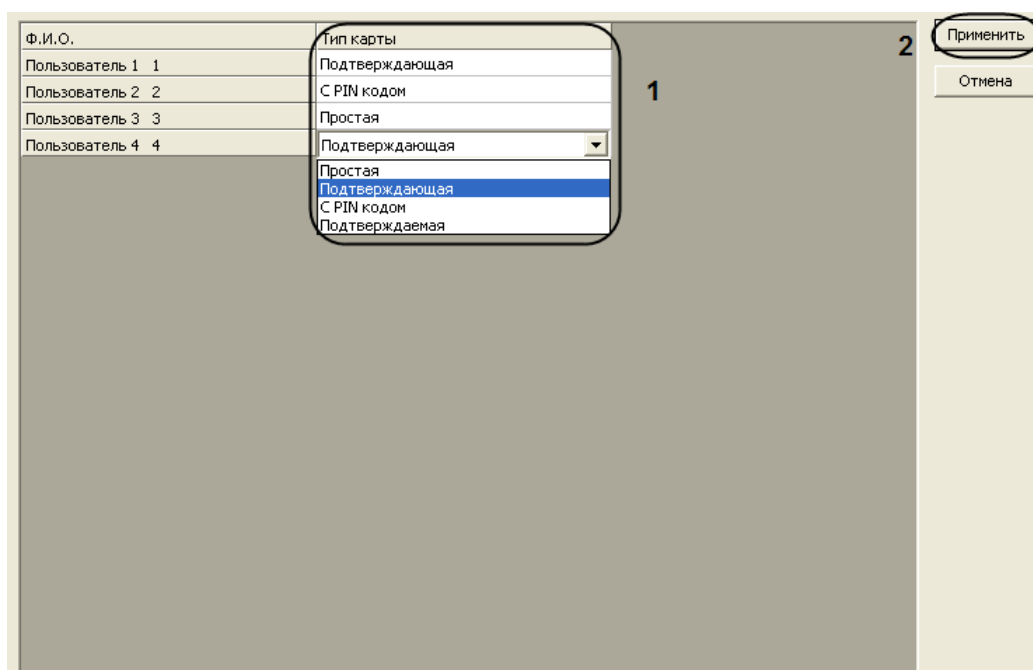 Ф.И.О. Тип карты 2 Применить
Пользователь 1 1 Подтверждающая
Пользователь 2 2 С PIN кодом 1 Отмена
Пользователь 3 3 Простая
Пользователь 4 4 Подтверждающая
Простая
Подтверждающая
С PIN кодом
Подтверждаемая